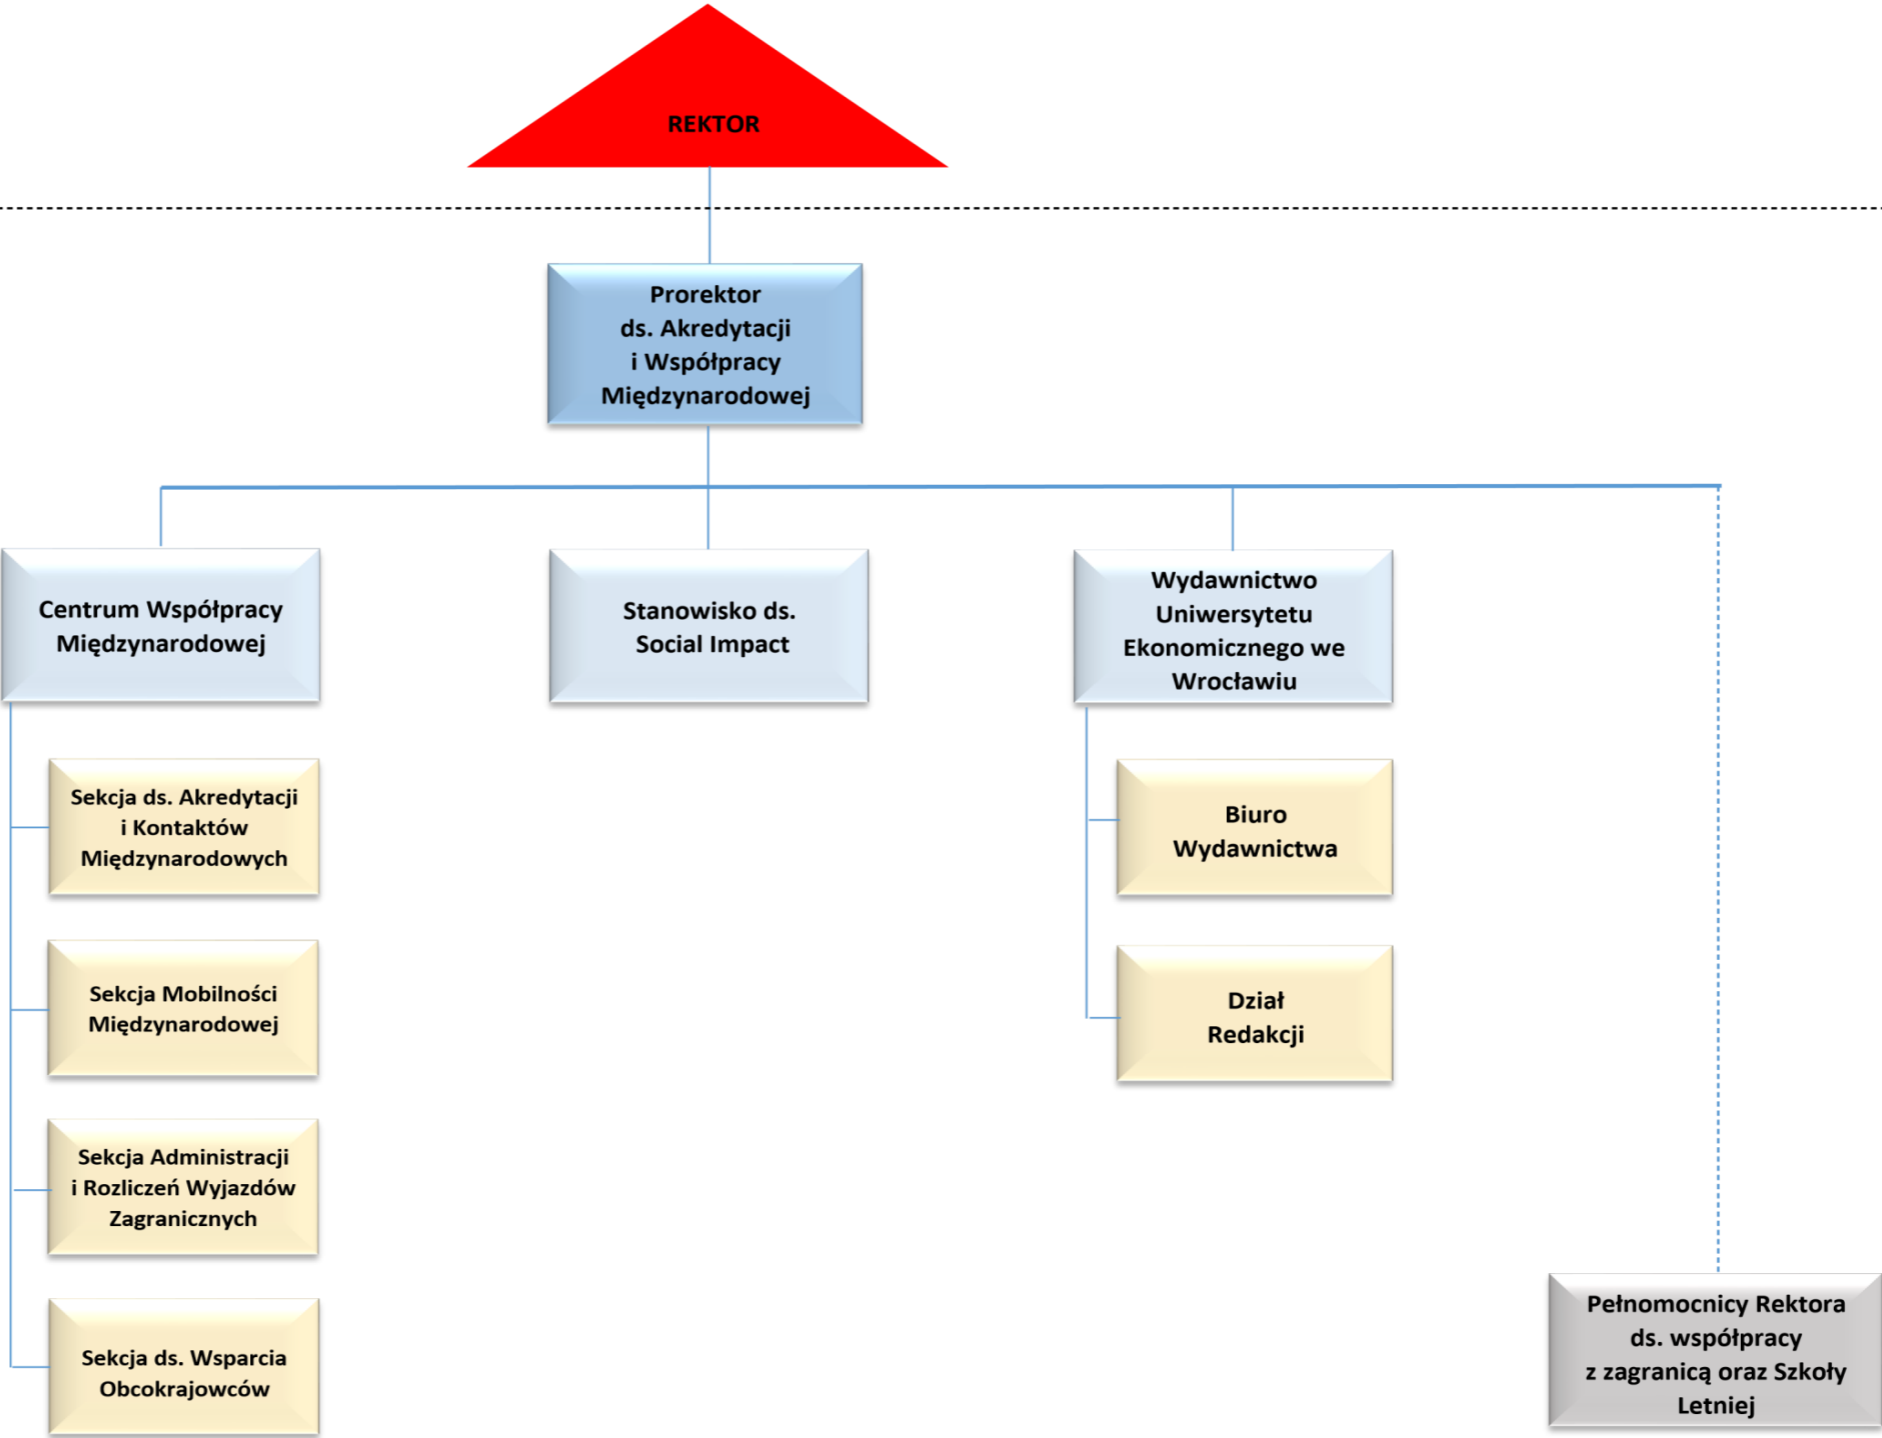 REKTOR
Prorektor
ds. Akredytacji
i Współpracy
Międzynarodowej
Centrum Współpracy
Międzynarodowej
Stanowisko ds.
Social Impact
Wydawnictwo
Uniwersytetu
Ekonomicznego we
Wrocławiu
Sekcja ds. Akredytacji
i Kontaktów
Międzynarodowych
Sekcja Mobilności
Międzynarodowej
Sekcja Administracji
i Rozliczeń Wyjazdów
Zagranicznych
Sekcja ds. Wsparcia
Obcokrajowców
Biuro
Wydawnictwa
Dział
Redakcji
Pełnomocnicy Rektora
ds. współpracy
z zagranicą oraz Szkoły
Letniej